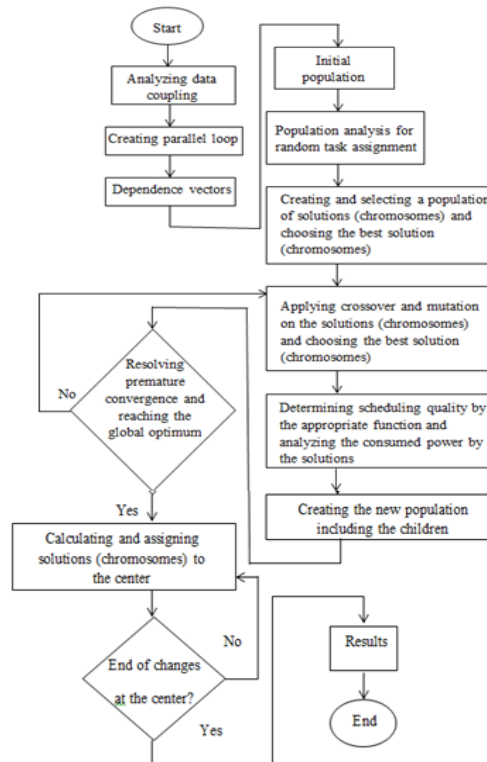 Start
Analyzing data
coupling
Creating parallel loop
Dependence vectors
Initial
population
Population analysis for
random task assignment
Creating and selecting a population
of solutions (chromosomes) and
choosing the best solution
(chromosomes)
Applying crossover and mutation
on the solutions (chromosomes)
and choosing the best solution
(chromosomes)
Determining scheduling quality by
the appropriate function and
analyzing the consumed power by
the solutions
Creating the new population
including the children
Resolving
premature
convergence and
reaching the
global optimum
No
Yes
Calculating and assigning
solutions (chromosomes) to
the center
End of changes
at the center?
No
Yes
Results
End